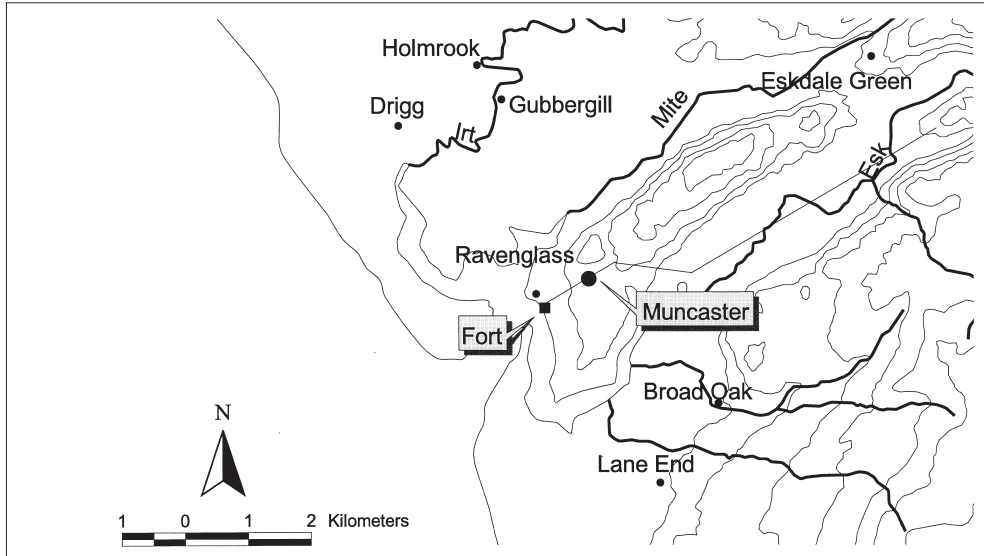 Holmrook
Eskdale Green
Drigg
Gubbergill
Mite
Irt
Esk
Ravenglass
Muncaster
Fort
Broad Oak
N
Lane End
1 0 1 2 Kilometers